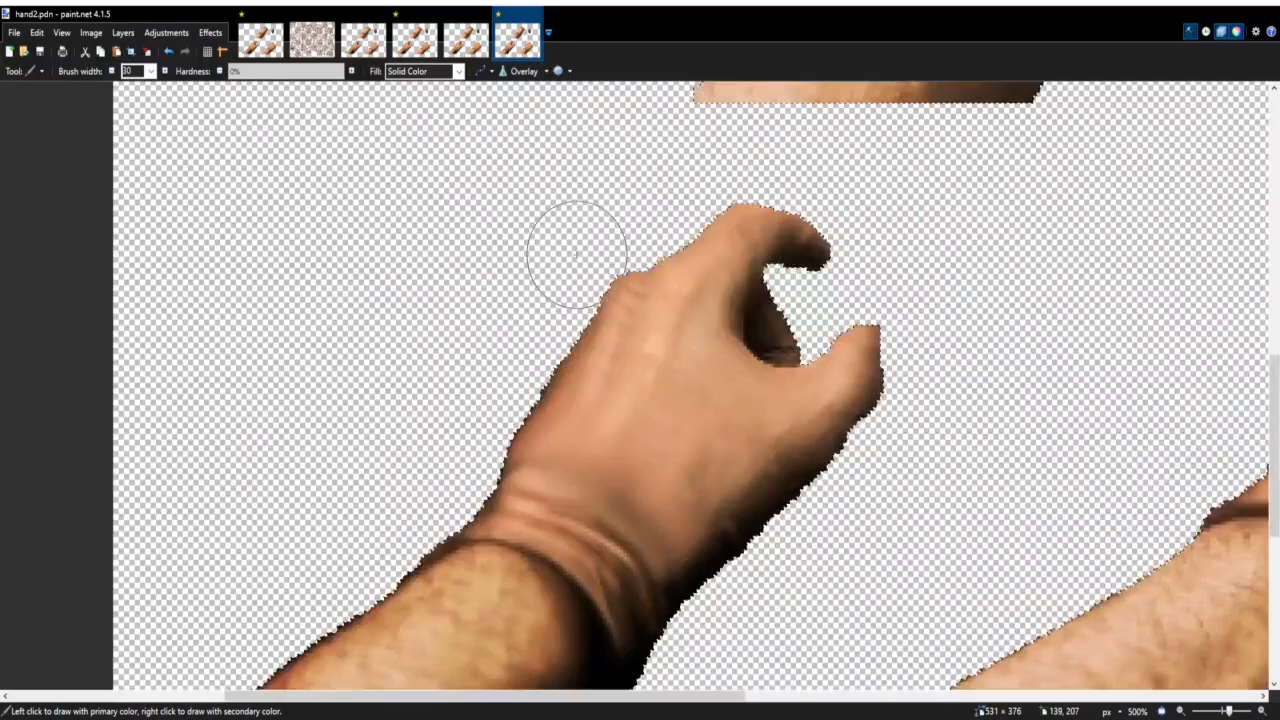 hand2.pdn - paint.net 4.1.5
File Edit View Image Layers Adjustments Effects
Tool: Brush width: 30 Hardness: 0% Fill: Solid Color Overlay
Left click to draw with primary color, right click to draw with secondary color. 531 × 376 139, 207 px 500%